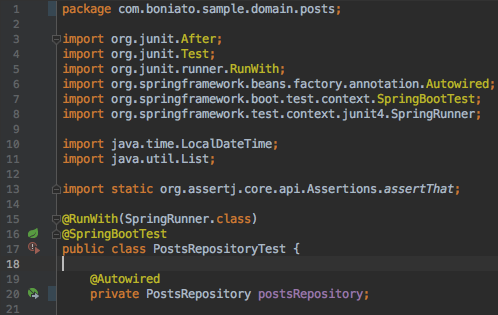 1 package com.boniato.sample.domain.posts;
2
3 import org.junit.After;
4 import org.junit.Test;
5 import org.junit.runner.RunWith;
6 import org.springframework.beans.factory.annotation.Autowired;
7 import org.springframework.boot.test.context.SpringBootTest;
8 import org.springframework.test.context.junit4.SpringRunner;
9
10 import java.time.LocalDateTime;
11 import java.util.List;
12
13 import static org.assertj.core.api.Assertions.assertThat;
14
15 @RunWith(SpringRunner.class)
16 @SpringBootTest
17 public class PostsRepositoryTest {
18
19 @Autowired
20 private PostsRepository postsRepository;
21